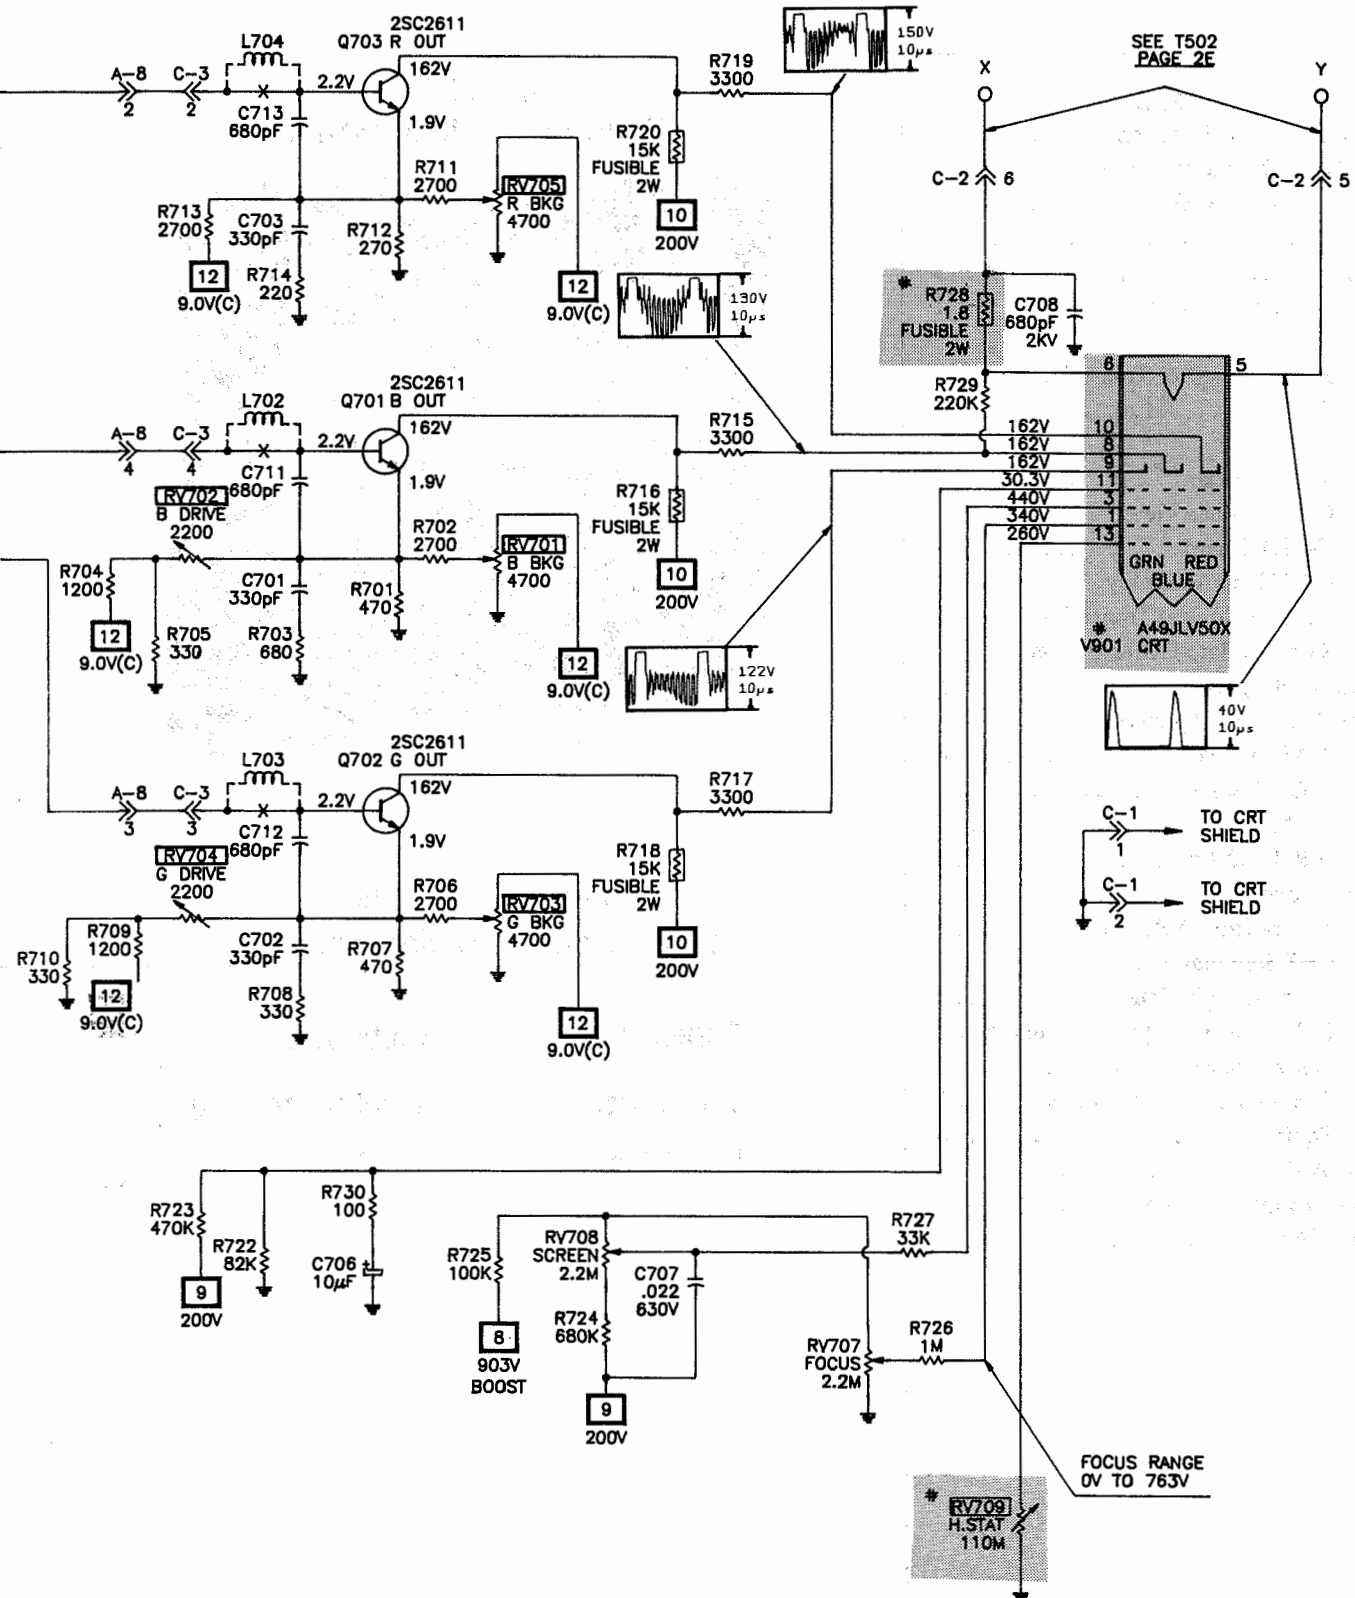 L704
2SC2611
Q703 R OUT
162V
A-8
2
C-3
2
2.2V
C713
680pF
1.9V
R711
2700
RV705
R BKG
4700
R713
2700
C703
330pF
R712
270
12
9.0V(C)
R714
220
12
9.0V(C)
R719
3300
R720
15K
FUSIBLE
2W
10
200V
150V
10µs
130V
10µs
X
SEE T502
PAGE 2E
Y
C-2 6
C-2 5
#
R728
1.8
FUSIBLE
2W
C708
680pF
2KV
R729
220K
6
5
162V 10
162V 8
162V 9
30.3V 11
440V 3
340V 1
260V 13
GRN RED
BLUE
# A49JLV50X
V901 CRT
40V
10µs
L702
2SC2611
Q701 B OUT
162V
A-8
4
C-3
4
2.2V
C711
680pF
1.9V
RV702
B DRIVE
2200
R702
2700
RV701
B BKG
4700
R704
1200
C701
330pF
R701
470
12
9.0V(C)
R705
330
R703
680
12
9.0V(C)
R715
3300
R716
15K
FUSIBLE
2W
10
200V
122V
10µs
L703
2SC2611
Q702 G OUT
162V
A-8
3
C-3
3
2.2V
C712
680pF
1.9V
RV704
G DRIVE
2200
R706
2700
RV703
G BKG
4700
R710
330
R709
1200
C702
330pF
R707
470
12
9.0V(C)
R708
330
12
9.0V(C)
R717
3300
R718
15K
FUSIBLE
2W
10
200V
C-1
1
TO CRT
SHIELD
C-1
2
TO CRT
SHIELD
R723
470K
R722
82K
R730
100
C706
10µF
+
9
200V
R725
100K
8
903V
BOOST
RV708
SCREEN
2.2M
R724
680K
C707
.022
630V
9
200V
R727
33K
RV707
FOCUS
2.2M
R726
1M
FOCUS RANGE
0V TO 763V
#
RV709
H.STAT
110M